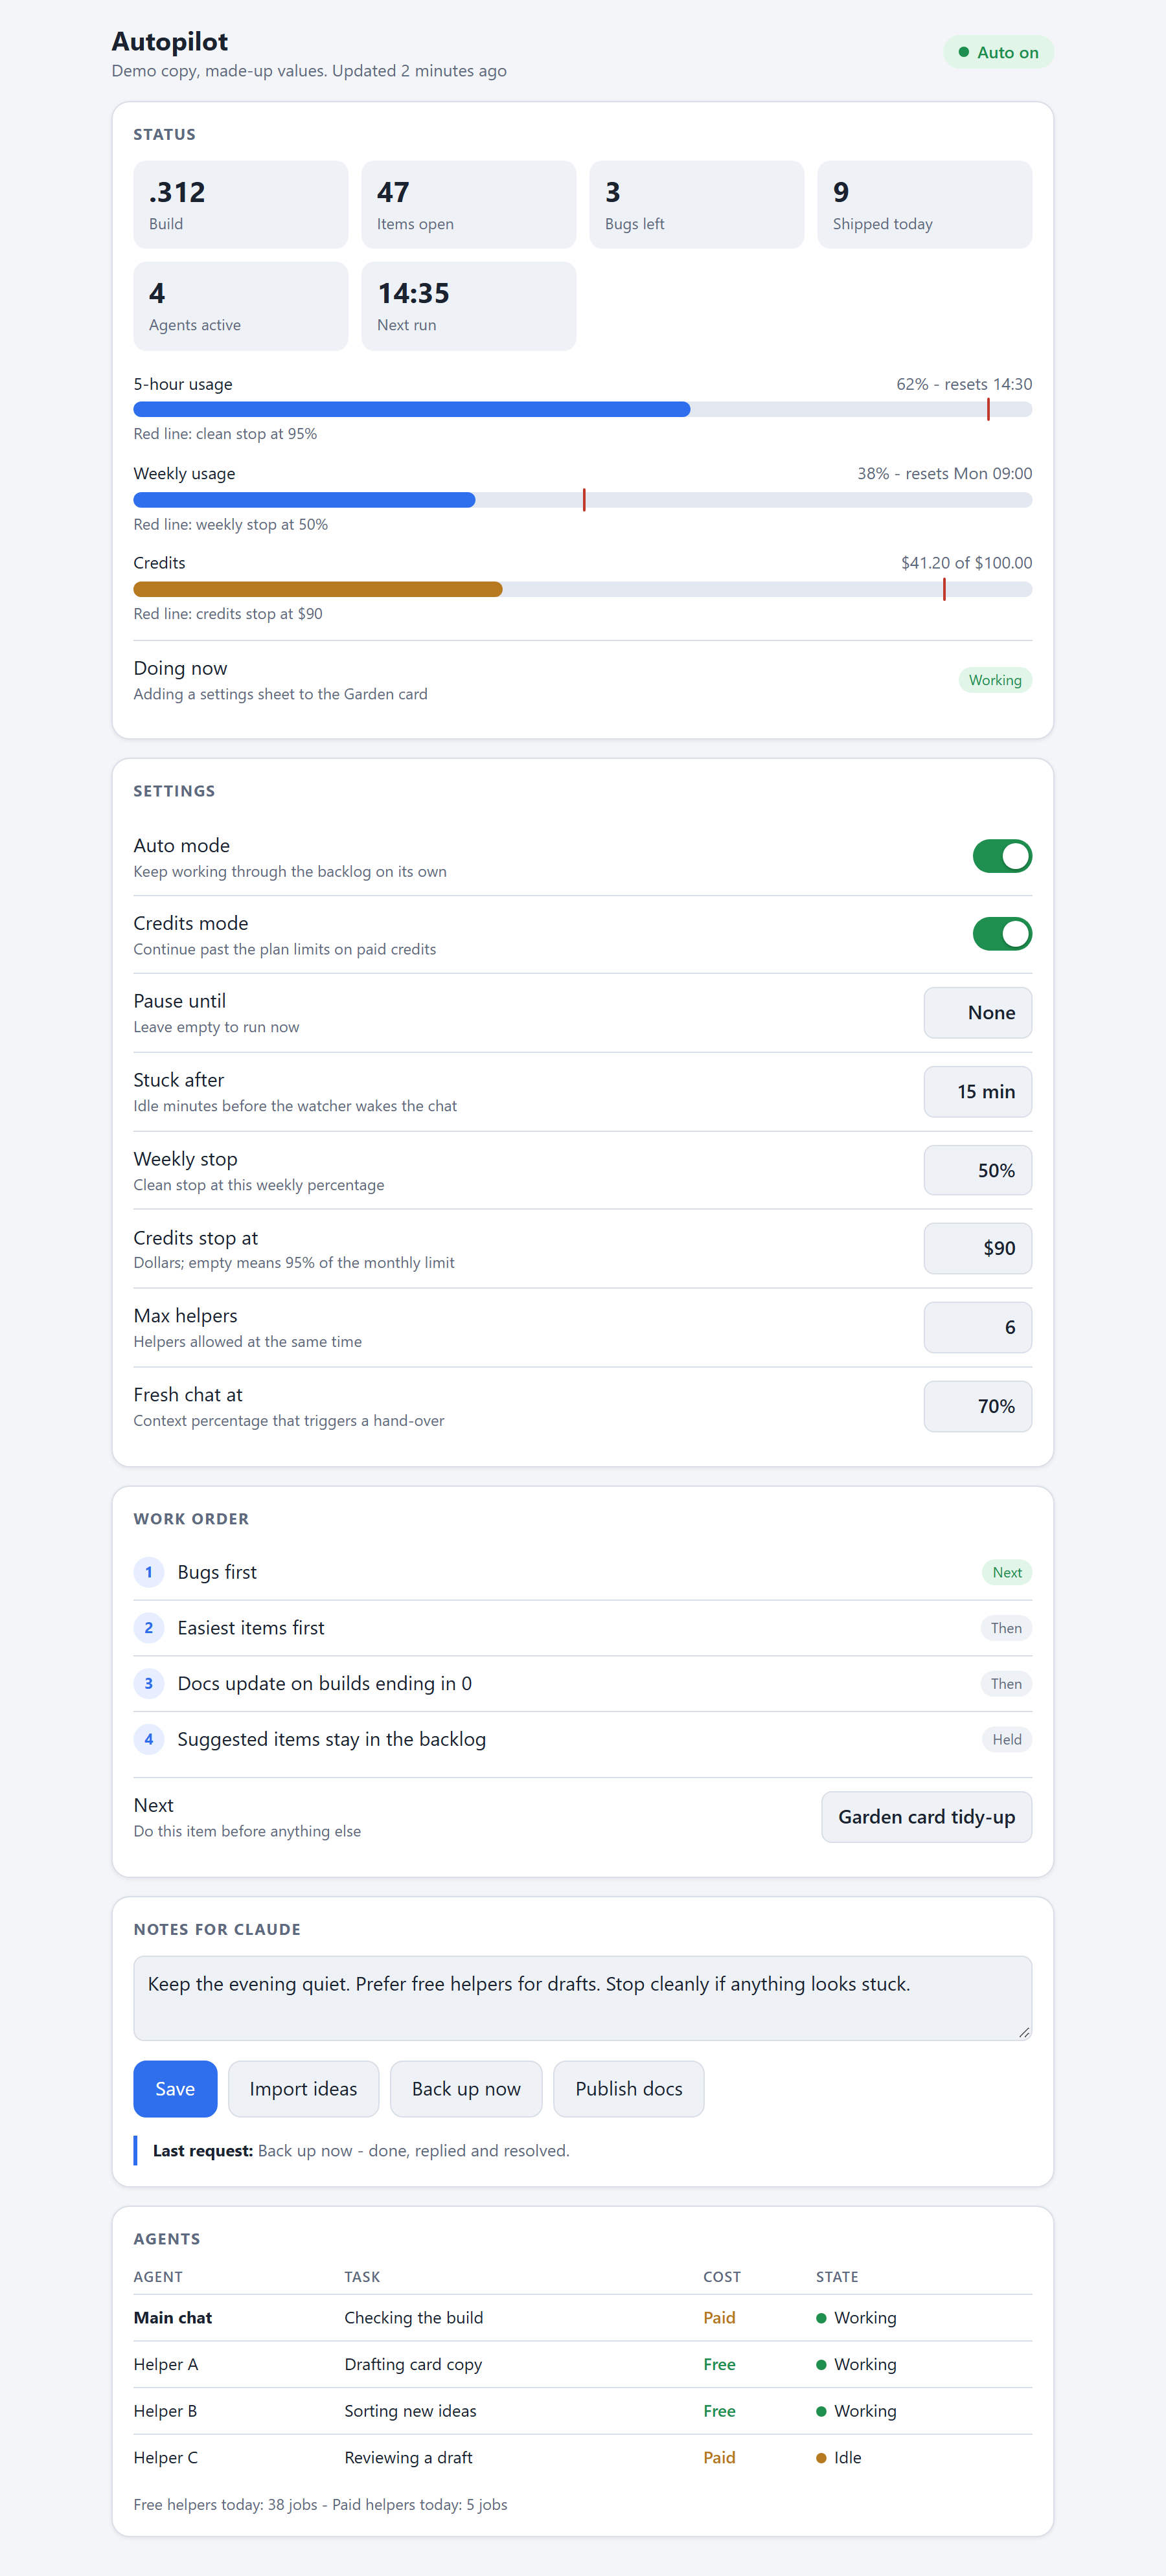 Autopilot
Demo copy, made-up values. Updated 2 minutes ago
Auto on
STATUS
.312
Build
47
Items open
3
Bugs left
9
Shipped today
4
Agents active
14:35
Next run
5-hour usage
62% - resets 14:30
Red line: clean stop at 95%
Weekly usage
38% - resets Mon 09:00
Red line: weekly stop at 50%
Credits
$41.20 of $100.00
Red line: credits stop at $90
Doing now
Adding a settings sheet to the Garden card
Working
SETTINGS
Auto mode
Keep working through the backlog on its own
Credits mode
Continue past the plan limits on paid credits
Pause until
Leave empty to run now
None
Stuck after
Idle minutes before the watcher wakes the chat
15 min
Weekly stop
Clean stop at this weekly percentage
50%
Credits stop at
Dollars; empty means 95% of the monthly limit
$90
Max helpers
Helpers allowed at the same time
6
Fresh chat at
Context percentage that triggers a hand-over
70%
WORK ORDER
1 Bugs first Next
2 Easiest items first Then
3 Docs update on builds ending in 0 Then
4 Suggested items stay in the backlog Held
Next
Do this item before anything else
Garden card tidy-up
NOTES FOR CLAUDE
Keep the evening quiet. Prefer free helpers for drafts. Stop cleanly if anything looks stuck.
Save Import ideas Back up now Publish docs
Last request: Back up now - done, replied and resolved.
AGENTS
AGENT TASK COST STATE
Main chat Checking the build Paid Working
Helper A Drafting card copy Free Working
Helper B Sorting new ideas Free Working
Helper C Reviewing a draft Paid Idle
Free helpers today: 38 jobs - Paid helpers today: 5 jobs